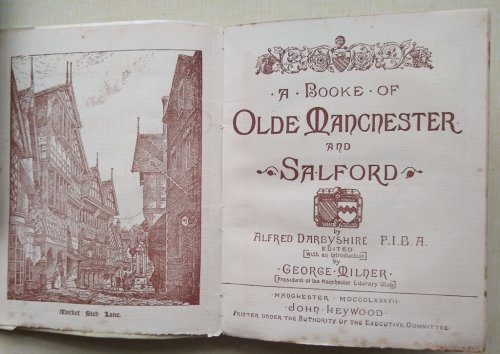 Market Sted Lane.
A BOOKE OF
OLDE MANCHESTER
AND
SALFORD
by
ALFRED DARBYSHIRE F.I.B.A.
EDITED
[With an Introduction]
by
GEORGE MILNER
[President of the Manchester Literary Club]
MANCHESTER MDCCCLXXXVII
JOHN HEYWOOD
PRINTER UNDER THE AUTHORITY OF THE EXECUTIVE COMMITTEE.